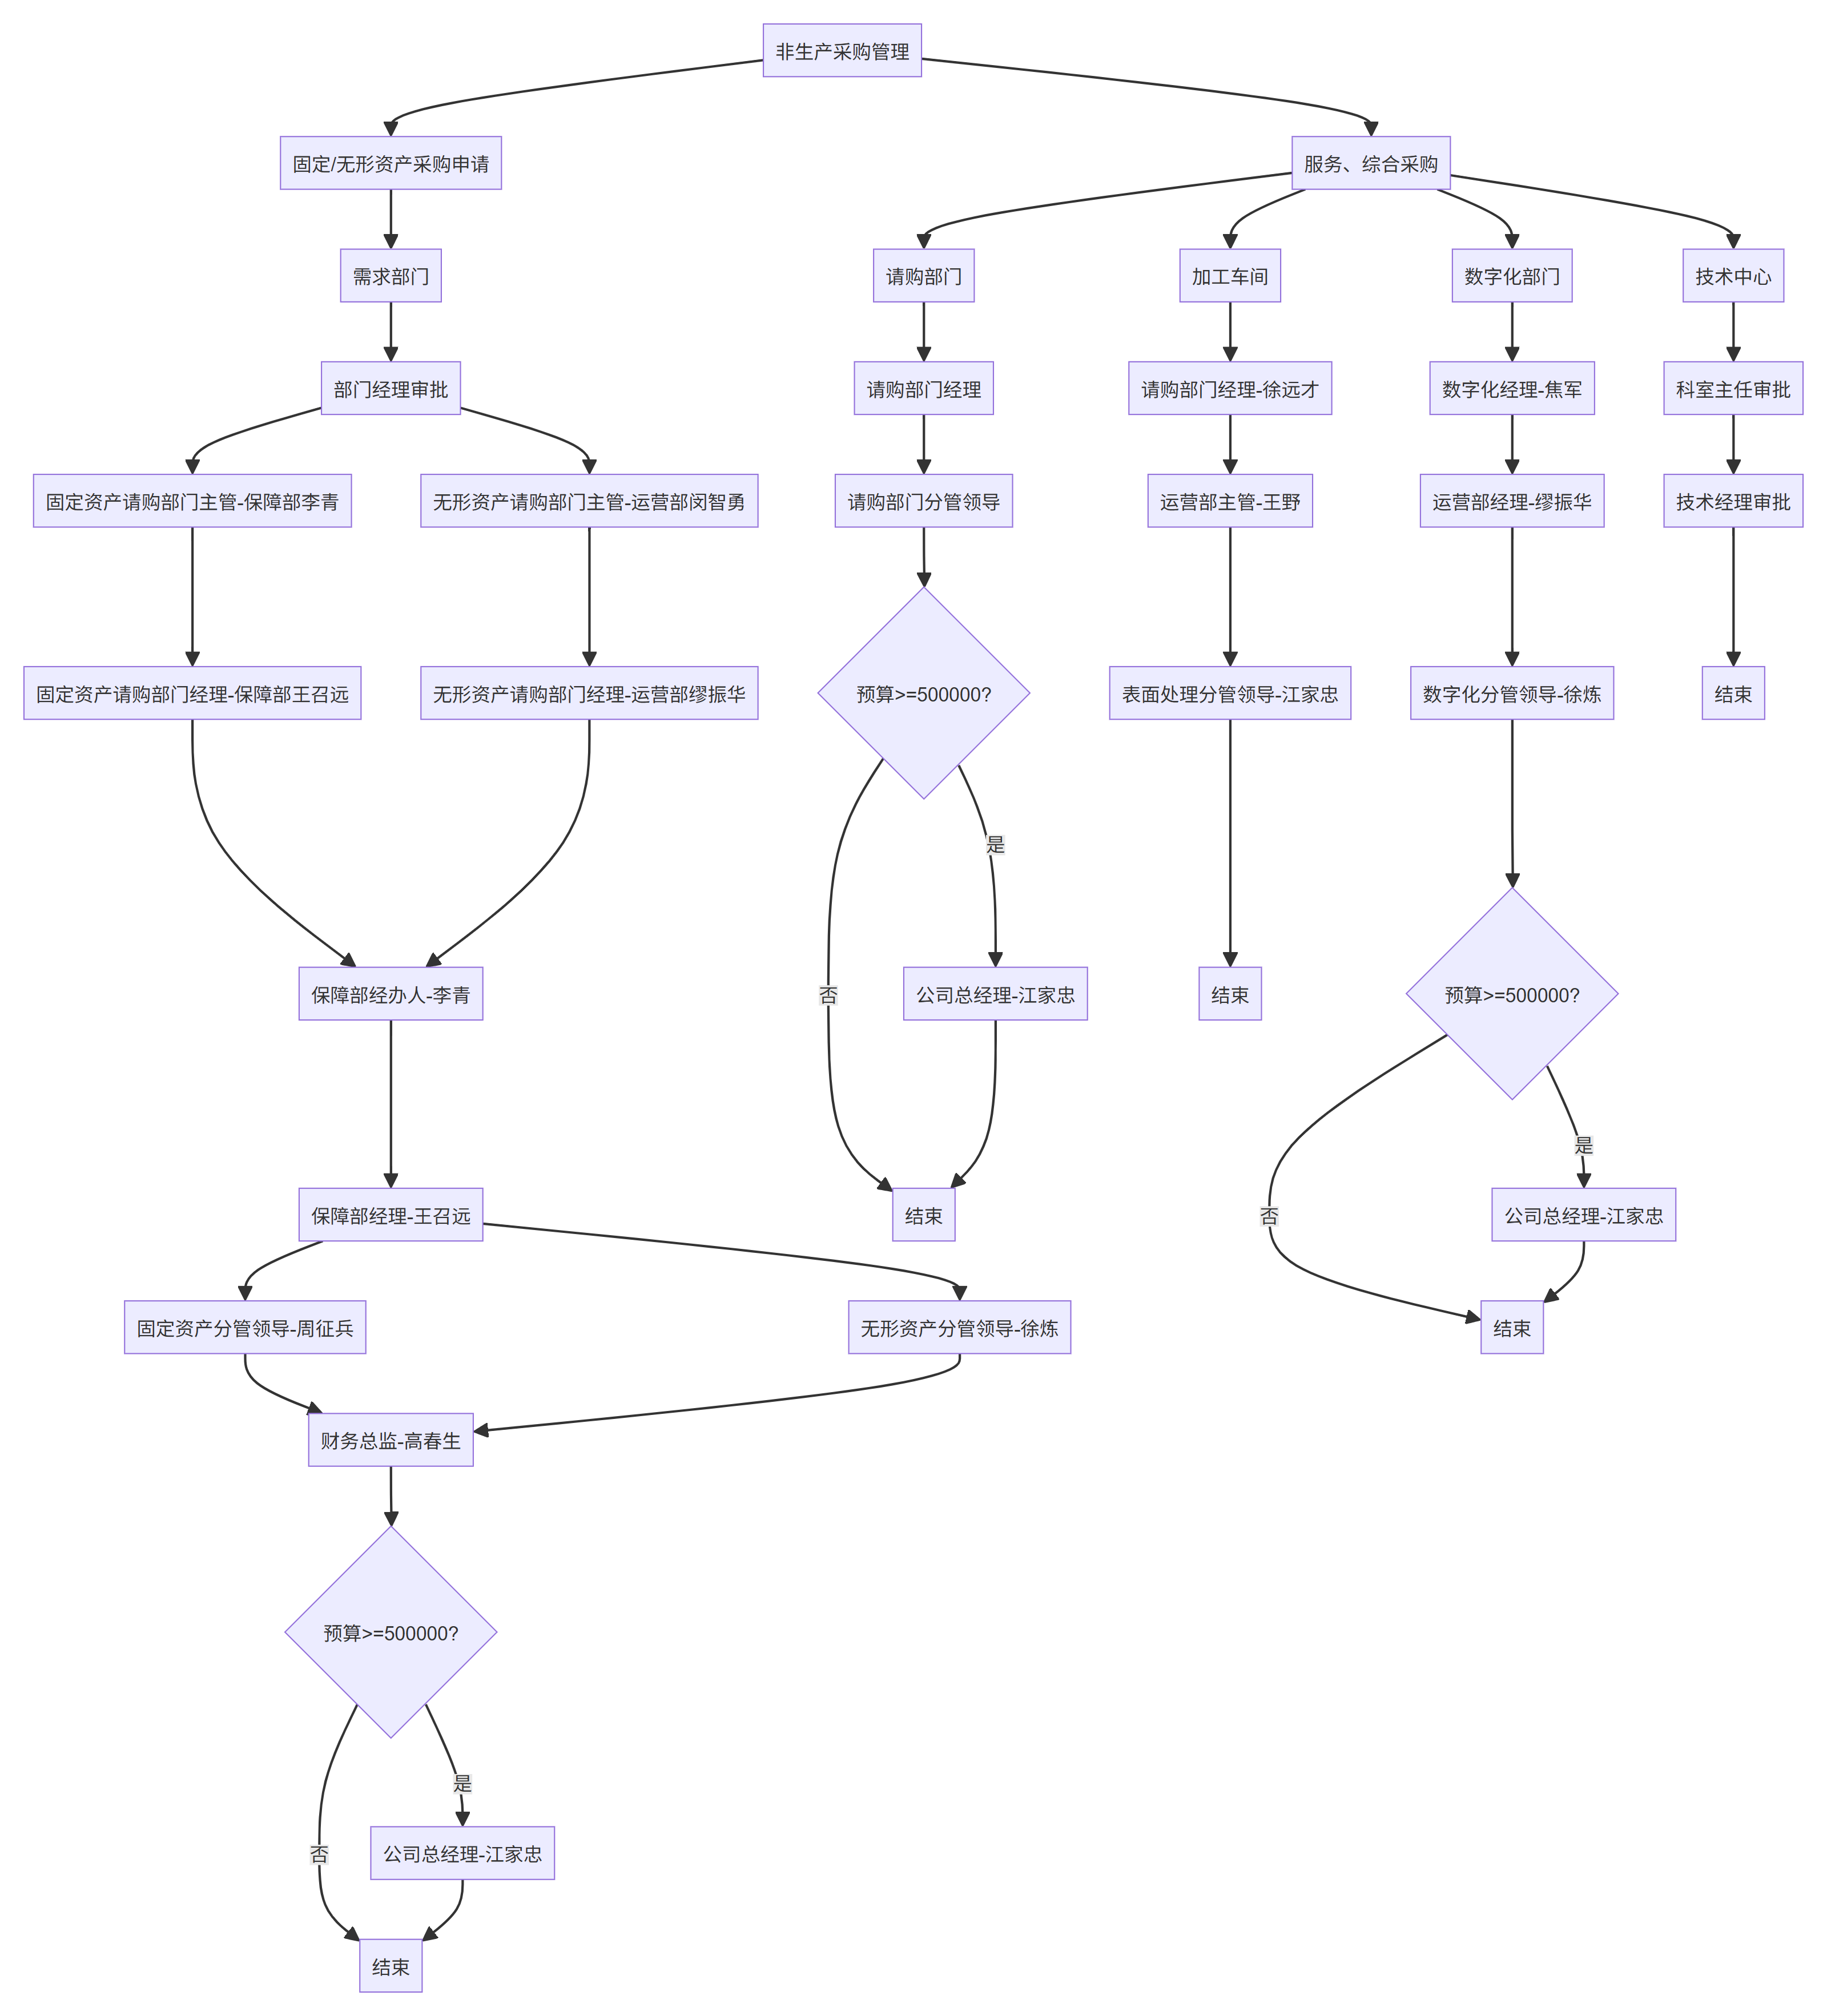 非生产采购管理
固定/无形资产采购申请
服务、综合采购
需求部门
请购部门
加工车间
数字化部门
技术中心
部门经理审批
请购部门经理
请购部门经理-徐远才
数字化经理-焦军
科室主任审批
固定资产请购部门主管-保障部李青
无形资产请购部门主管-运营部闵智勇
请购部门分管领导
运营部主管-王野
运营部经理-缪振华
技术经理审批
固定资产请购部门经理-保障部王召远
无形资产请购部门经理-运营部缪振华
预算>=500000?
表面处理分管领导-江家忠
数字化分管领导-徐炼
结束
是
保障部经办人-李青
否
公司总经理-江家忠
结束
预算>=500000?
是
保障部经理-王召远
结束
否
公司总经理-江家忠
固定资产分管领导-周征兵
无形资产分管领导-徐炼
结束
财务总监-高春生
预算>=500000?
是
否
公司总经理-江家忠
结束